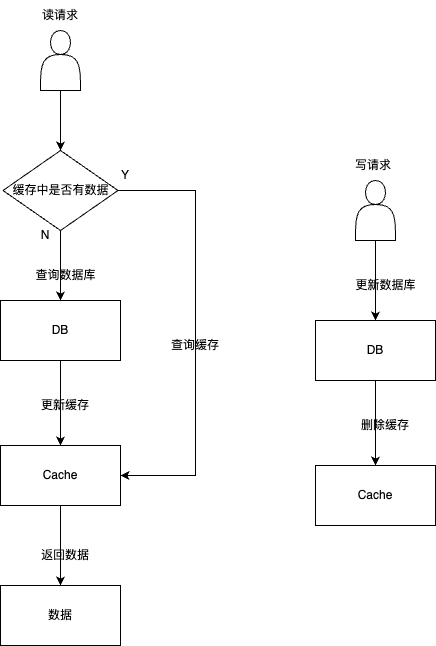 读请求
缓存中是否有数据
Y
N
查询数据库
DB
查询缓存
更新缓存
Cache
返回数据
数据
写请求
更新数据库
DB
删除缓存
Cache